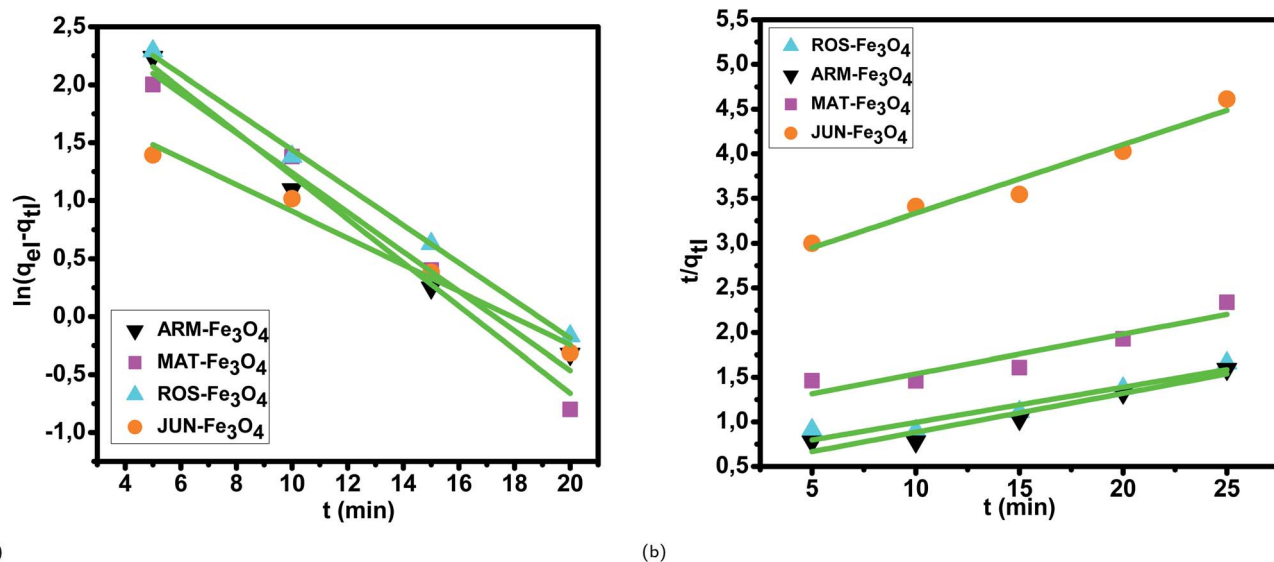 2,5
2,0
1,5
1,0
0,5
0,0
-0,5
-1,0
ln(qel-qtl)
ARM-Fe3O4
MAT-Fe3O4
ROS-Fe3O4
JUN-Fe3O4
4 6 8 10 12 14 16 18 20
t (min)
)
5,5
5,0
4,5
4,0
3,5
3,0
2,5
2,0
1,5
1,0
0,5
t/qtl
ROS-Fe3O4
ARM-Fe3O4
MAT-Fe3O4
JUN-Fe3O4
5 10 15 20 25
t (min)
(b)